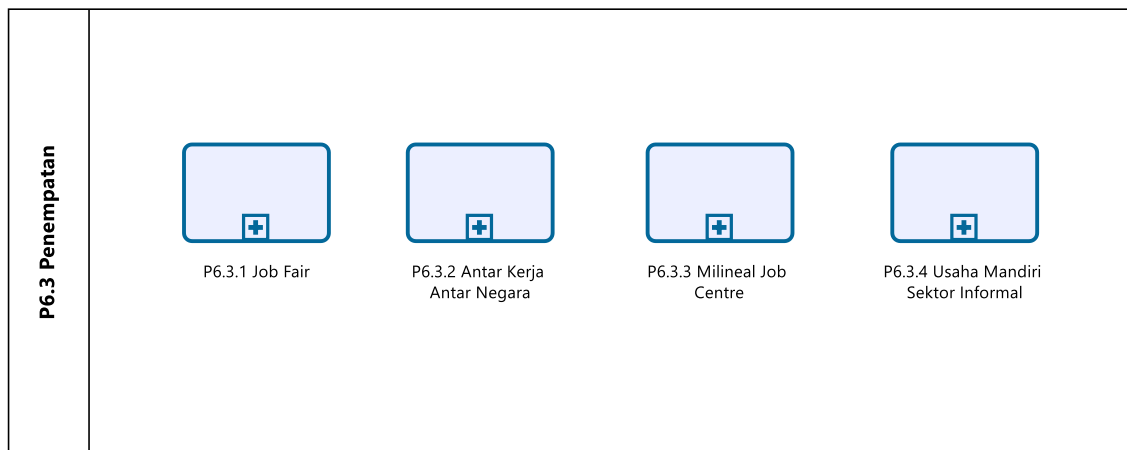 P6.3 Penempatan
P6.3.1 Job Fair
P6.3.2 Antar Kerja
Antar Negara
P6.3.3 Milineal Job
Centre
P6.3.4 Usaha Mandiri
Sektor Informal